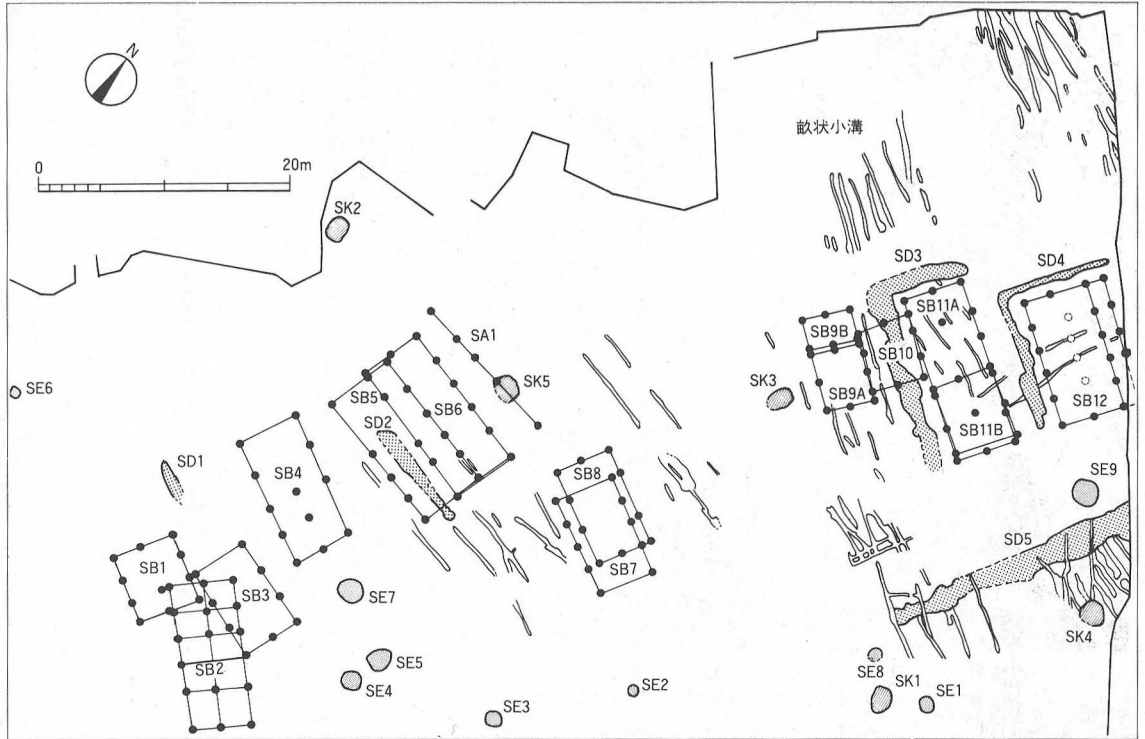 N
0
20m
畝状小溝
SK2
SD3
SD4
SA1
SB11A
SB9B
SB10
SB5
SB6
SK5
SK3
SB9A
SB12
SE6
SD2
SB11B
SB4
SD1
SB8
SE9
SD5
SB1
SB7
SB3
SE7
SK4
SB2
SE5
SE4
SE8
SE2
SK1
SE1
SE3